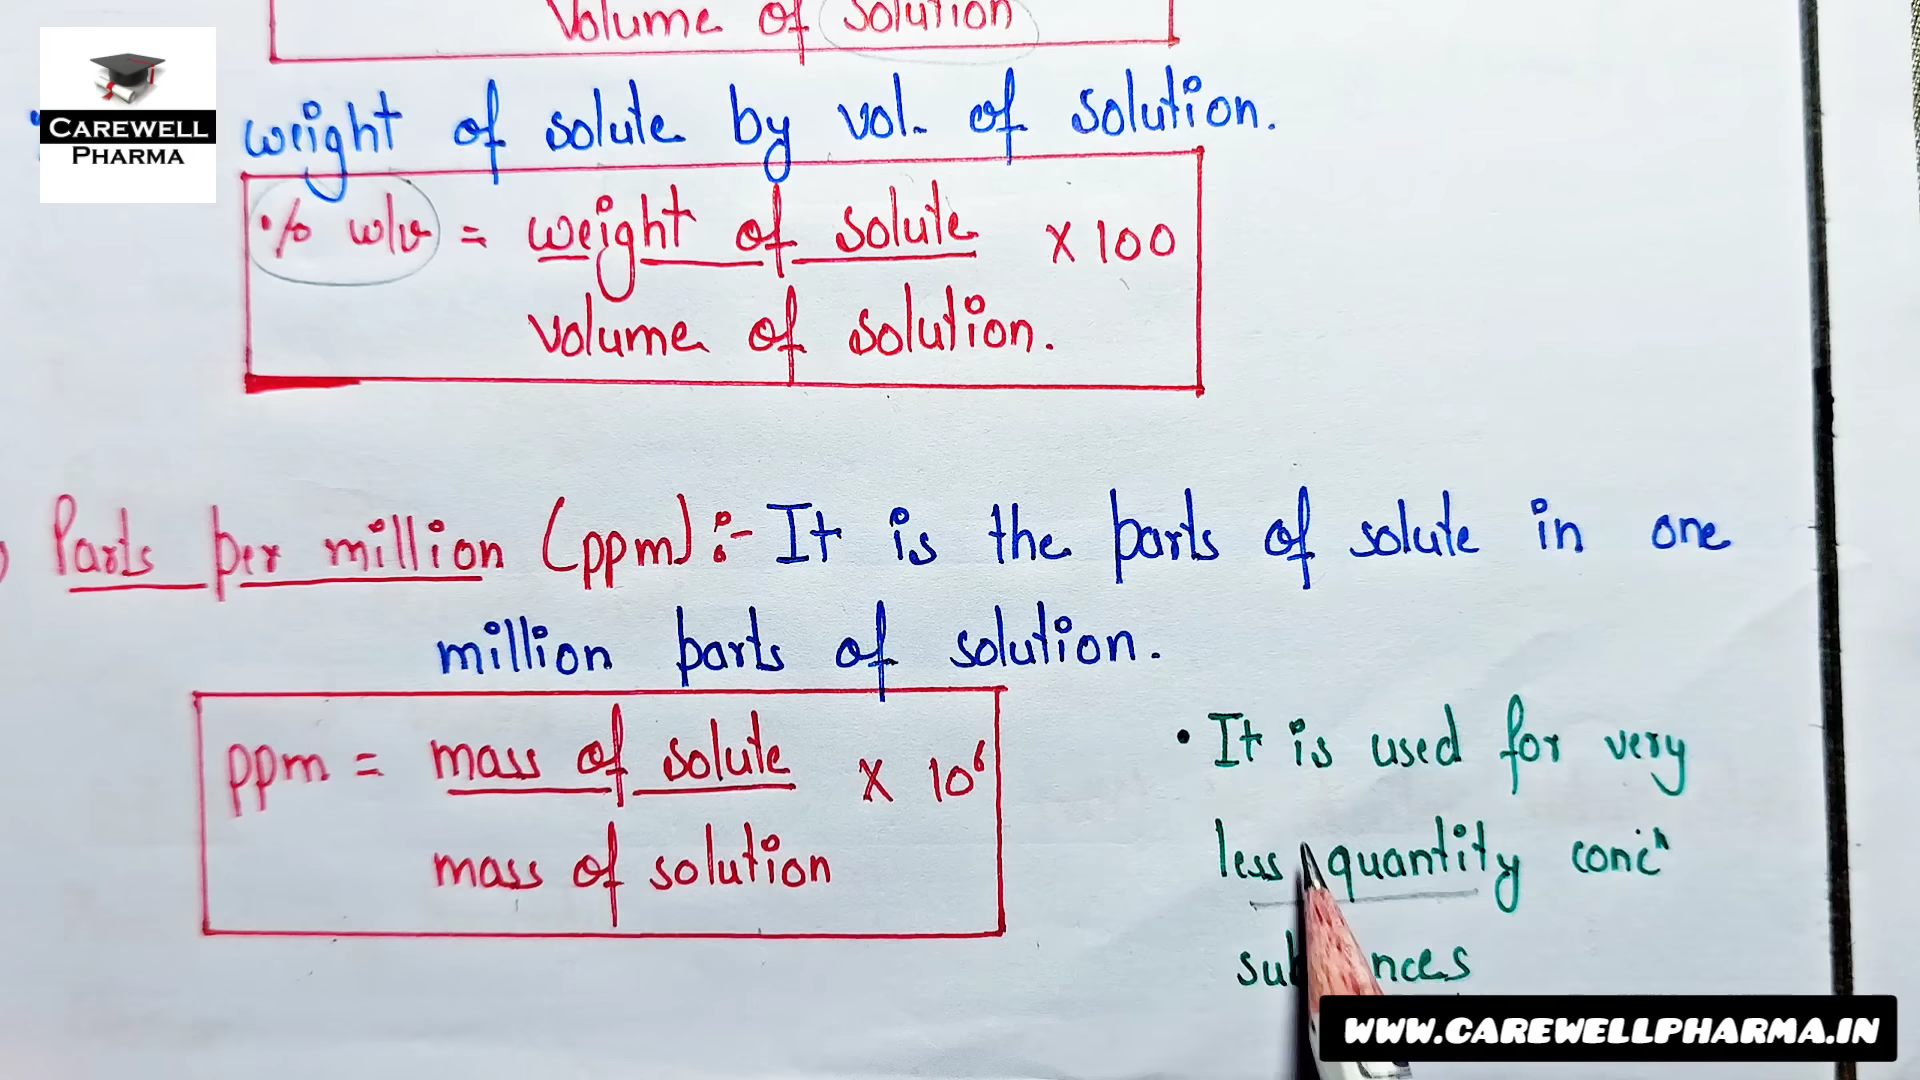 Volume of solution
CAREWELL
PHARMA
weight of solute by vol. of solution.
% w/v = weight of solute × 100
volume of solution.
Parts per million (ppm) :- It is the parts of solute in one
million parts of solution.
ppm = mass of solute × 10⁶
mass of solution
• It is used for very
less quantity concⁿ
WWW.CAREWELLPHARMA.IN